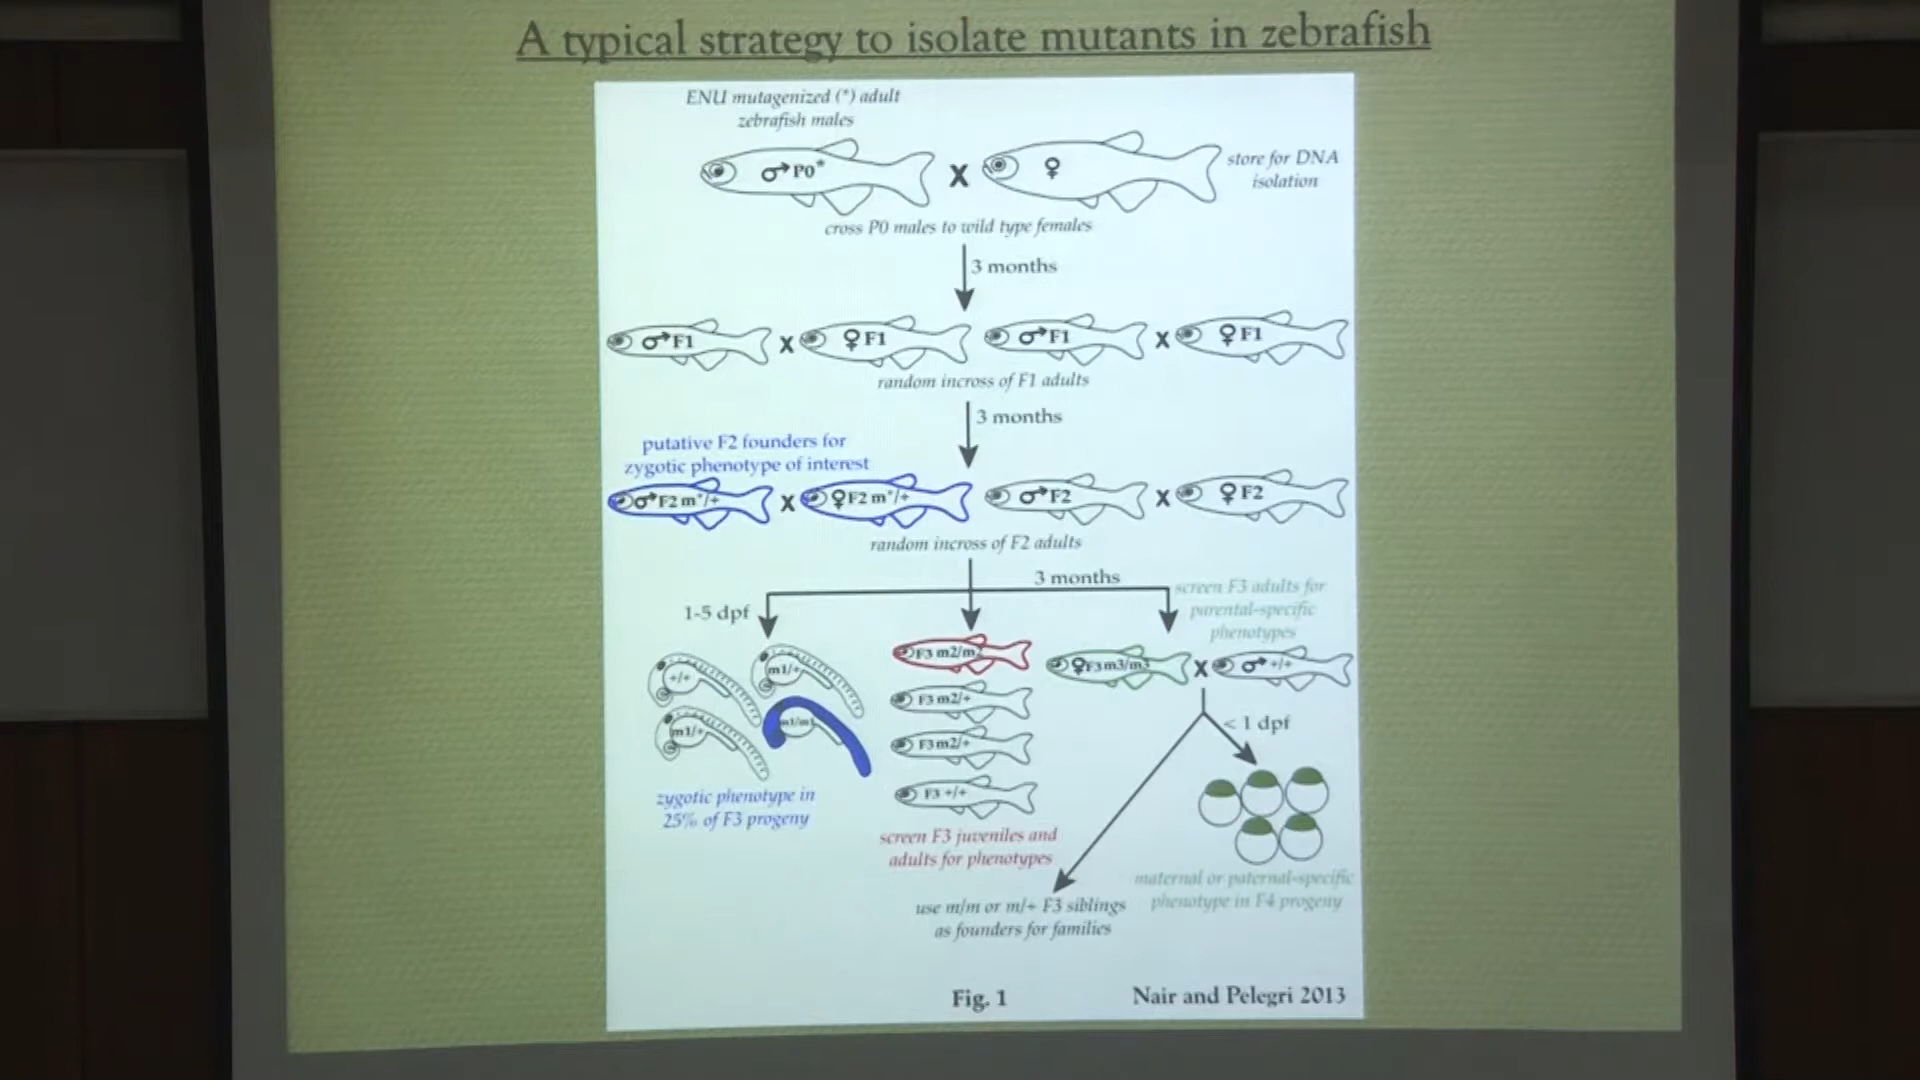 A typical strategy to isolate mutants in zebrafish
ENU mutagenized (*) adult
zebrafish males
♂P0*
X
♀
store for DNA
isolation
cross P0 males to wild type females
3 months
♂F1
X
♀F1
♂F1
X
♀F1
random incross of F1 adults
3 months
putative F2 founders for
zygotic phenotype of interest
♂F2 m*/+
X
♀F2 m*/+
♂F2
X
♀F2
random incross of F2 adults
3 months
1-5 dpf
screen F3 adults for
parental-specific
phenotypes
+/+
m1/+
m1/+
m1/m1
F3 m2/m2
F3 m2/+
F3 m2/+
F3 +/+
♀F3 m3/m3
X
♂ +/+
< 1 dpf
zygotic phenotype in
25% of F3 progeny
screen F3 juveniles and
adults for phenotypes
maternal or paternal-specific
phenotype in F4 progeny
use m/m or m/+ F3 siblings
as founders for families
Fig. 1
Nair and Pelegri 2013